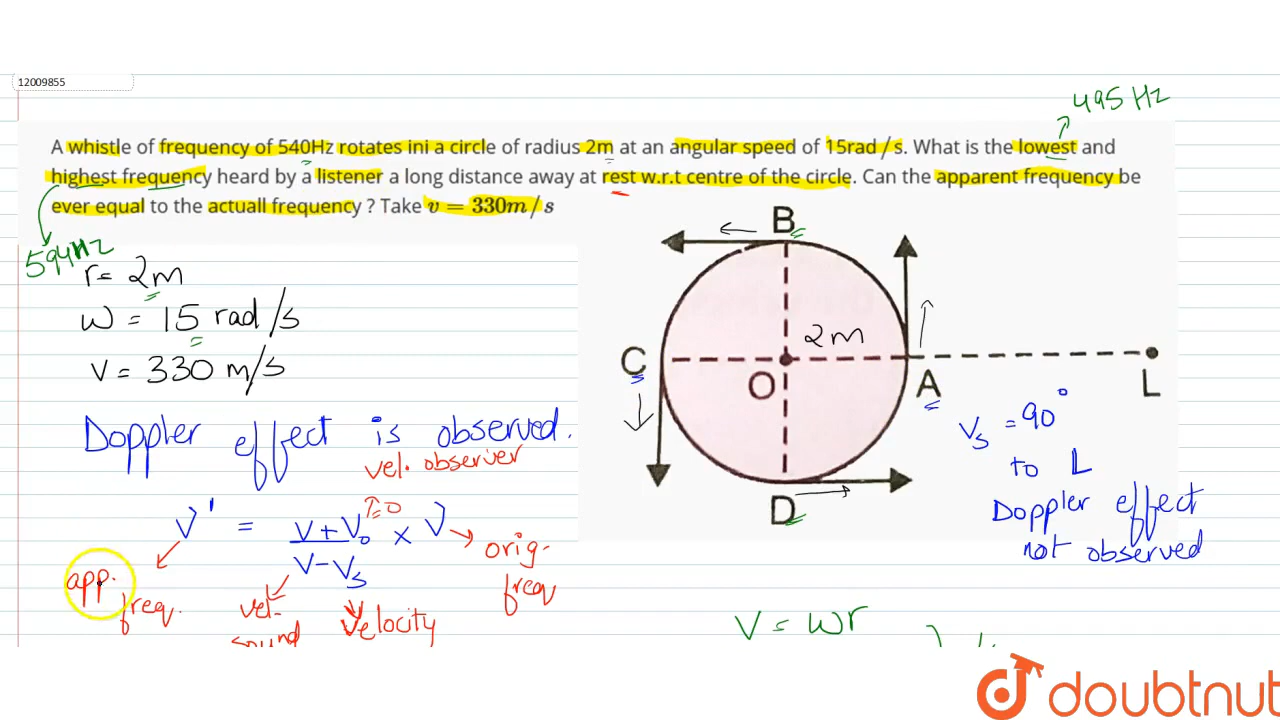 12009855
495 Hz
A whistle of frequency of 540Hz rotates ini a circle of radius 2m at an angular speed of 15rad/s. What is the lowest and
highest frequency heard by a listener a long distance away at rest w.r.t centre of the circle. Can the apparent frequency be
ever equal to the actuall frequency ? Take v = 330m/s
594Hz
r= 2m
ω = 15 rad/s
v = 330 m/s
B
2m
C
O
A
L
D
Vs = 90°
to L
Doppler effect
not observed
Doppler effect is observed.
vel. observer
ν' = V + Vo / V - Vs × ν
=0
app.
freq.
vel.
sound
velocity
orig.
freq
V = ωr
doubtnut